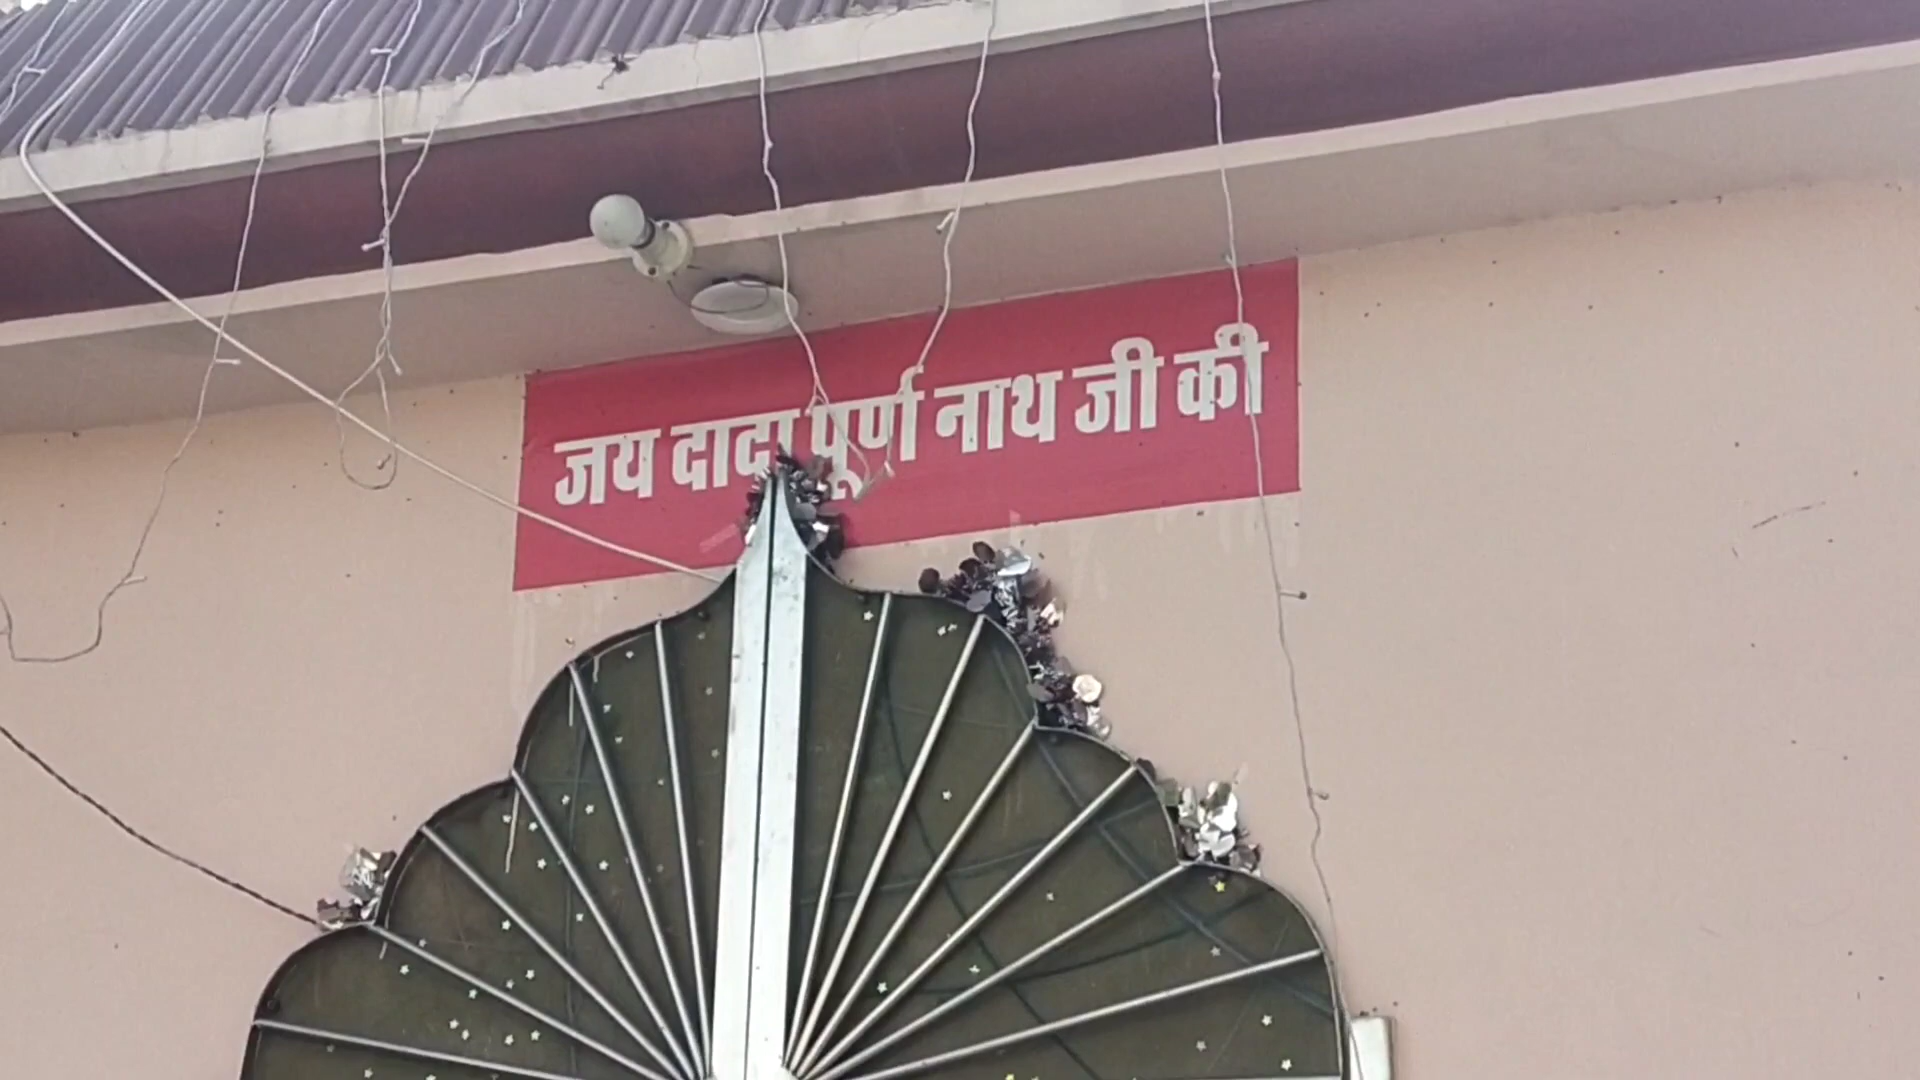 जय दादा पूर्ण नाथ जी की